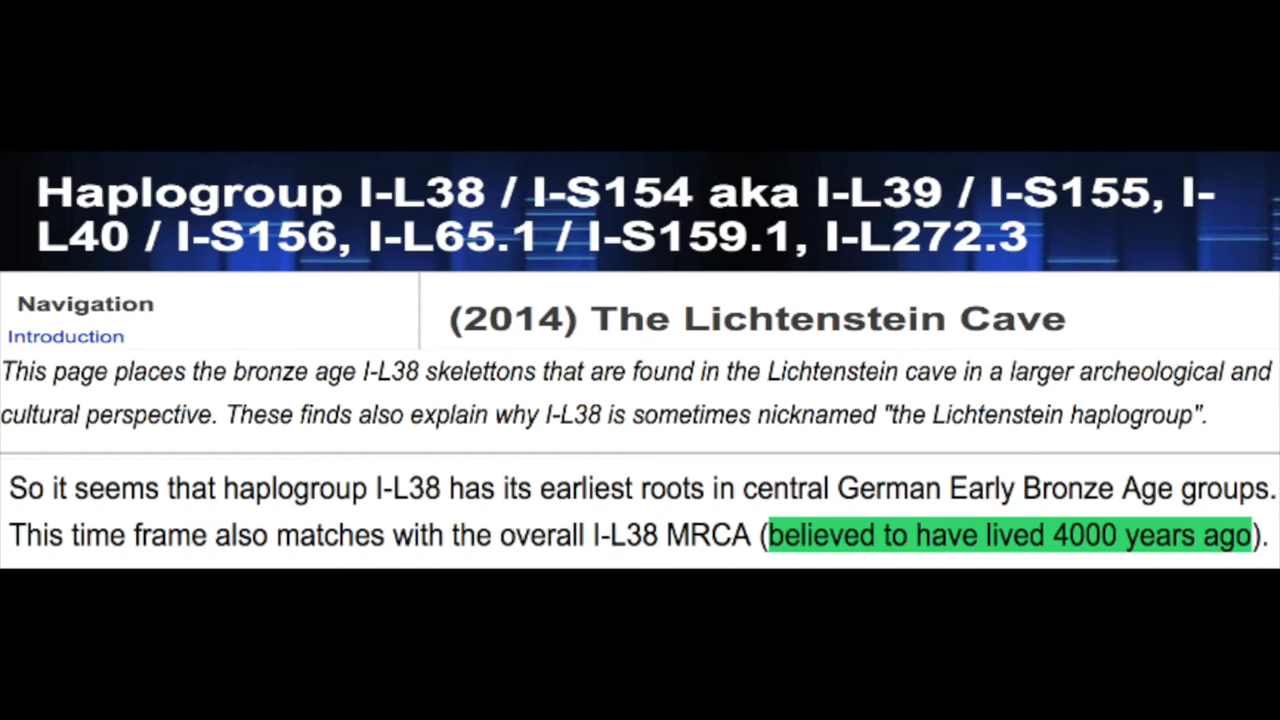 Haplogroup I-L38 / I-S154 aka I-L39 / I-S155, I-
L40 / I-S156, I-L65.1 / I-S159.1, I-L272.3
Navigation
Introduction
(2014) The Lichtenstein Cave
This page places the bronze age I-L38 skelettons that are found in the Lichtenstein cave in a larger archeological and
cultural perspective. These finds also explain why I-L38 is sometimes nicknamed "the Lichtenstein haplogroup".
So it seems that haplogroup I-L38 has its earliest roots in central German Early Bronze Age groups.
This time frame also matches with the overall I-L38 MRCA (believed to have lived 4000 years ago).